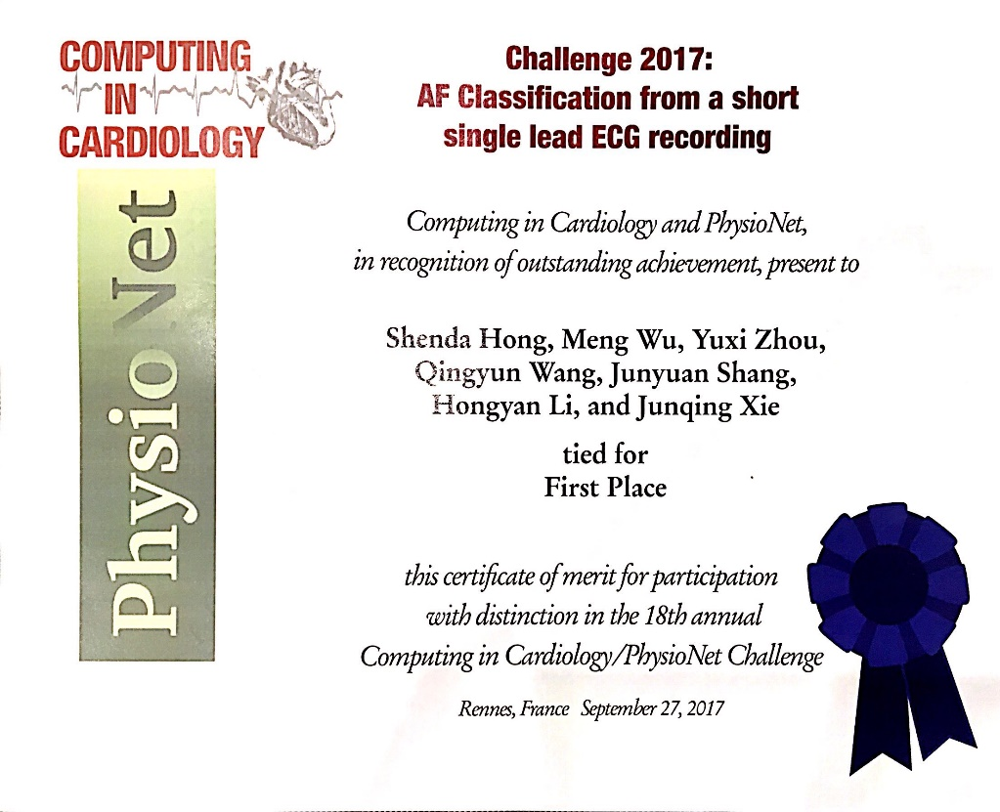 COMPUTING
IN
CARDIOLOGY
Challenge 2017:
AF Classification from a short
single lead ECG recording
PhysioNet
Computing in Cardiology and PhysioNet,
in recognition of outstanding achievement, present to
Shenda Hong, Meng Wu, Yuxi Zhou,
Qingyun Wang, Junyuan Shang,
Hongyan Li, and Junqing Xie
tied for
First Place
this certificate of merit for participation
with distinction in the 18th annual
Computing in Cardiology/PhysioNet Challenge
Rennes, France September 27, 2017